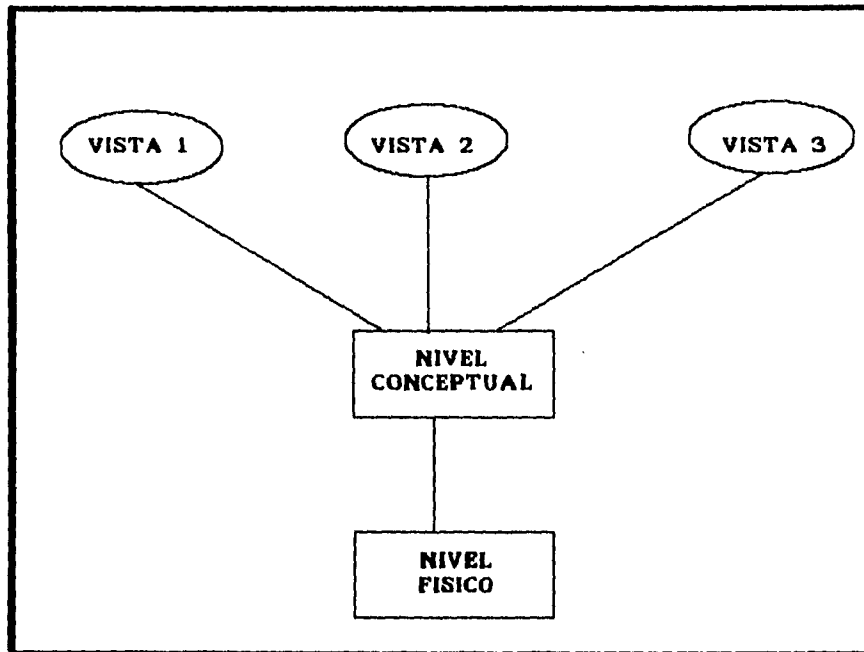 VISTA 1
VISTA 2
VISTA 3
NIVEL
CONCEPTUAL
NIVEL
FISICO